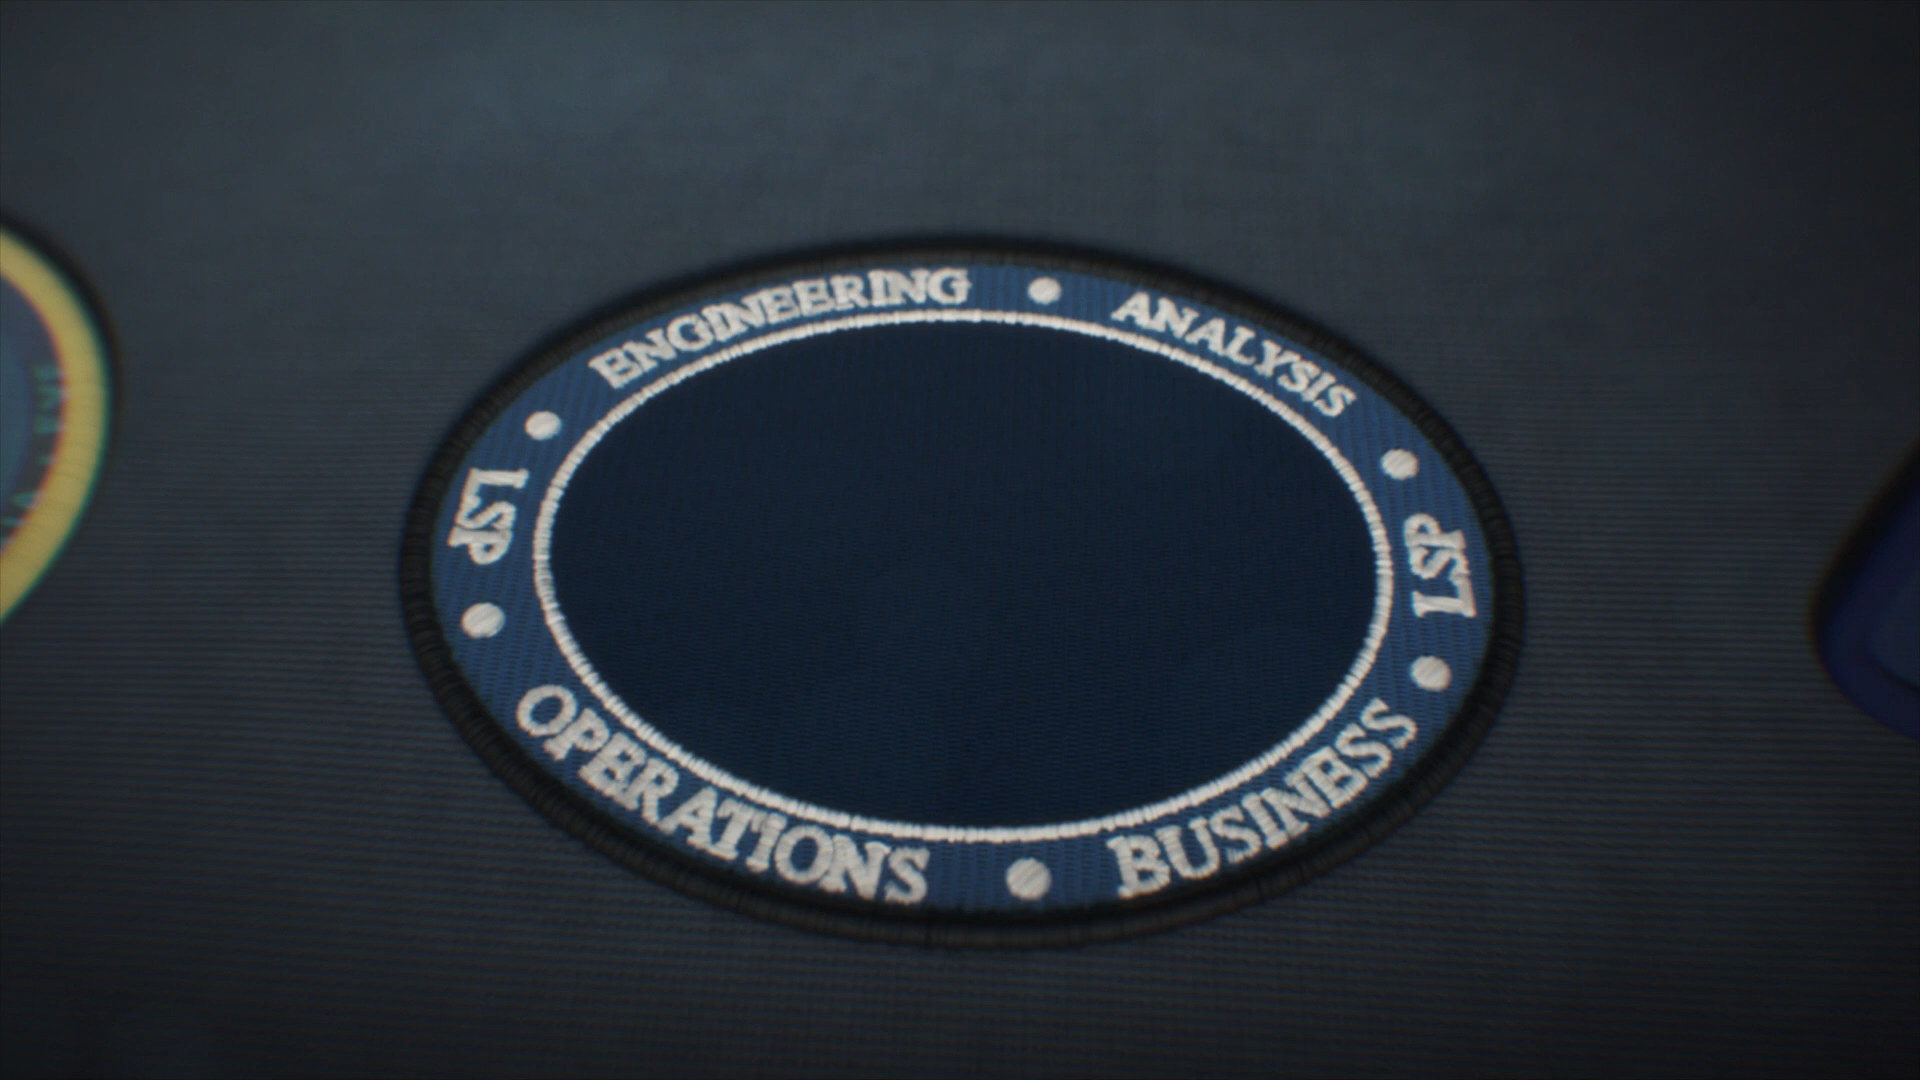 ENGINEERING • ANALYSIS
• LSP •
• LSP •
OPERATIONS • BUSINESS